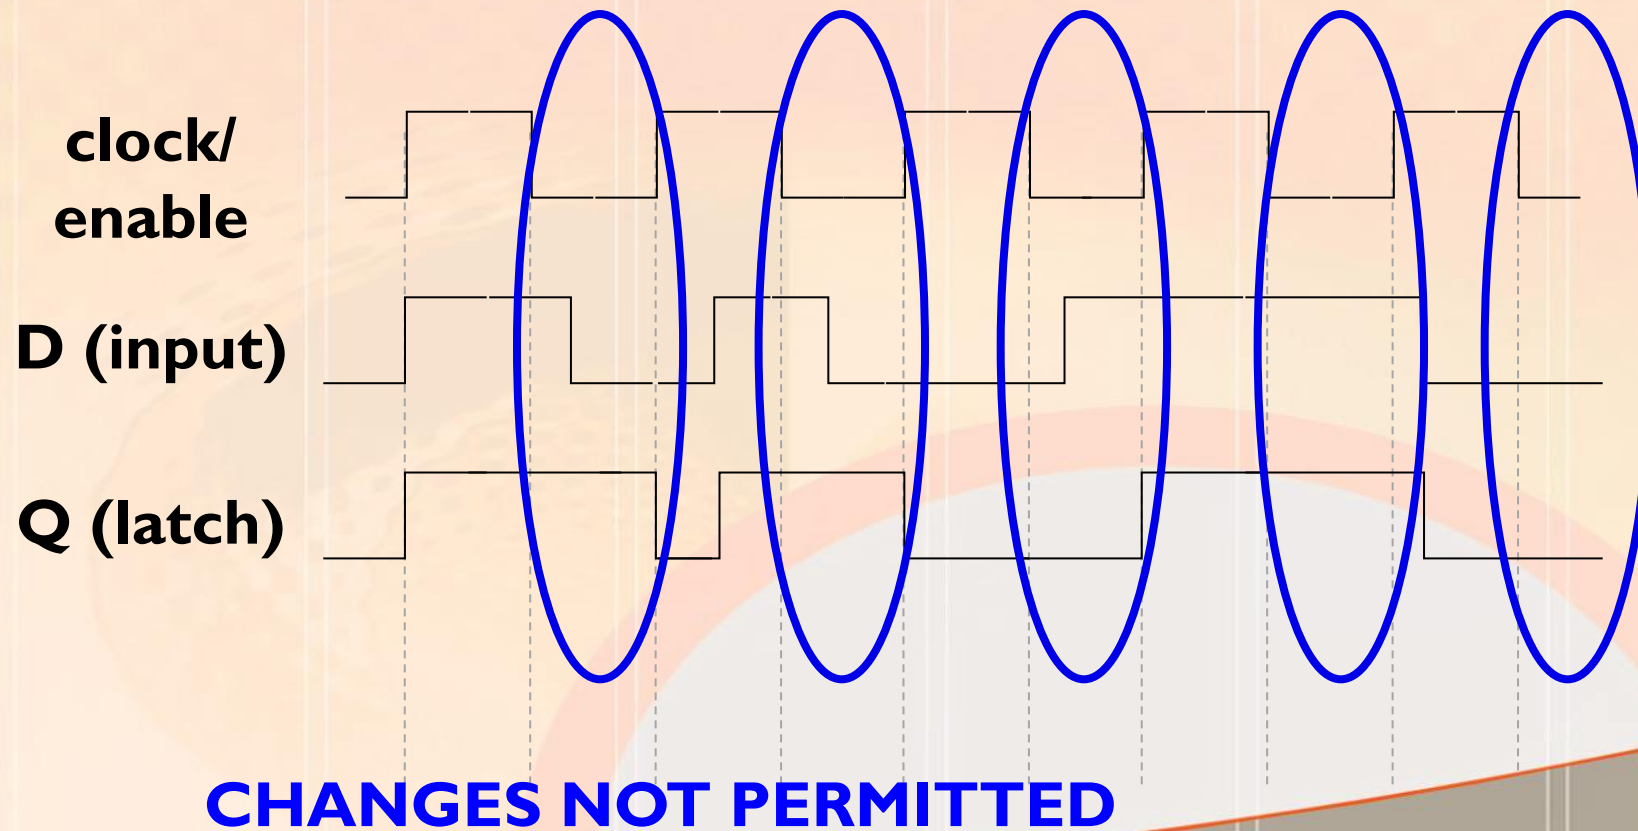 clock/
enable
D (input)
Q (latch)
CHANGES NOT PERMITTED